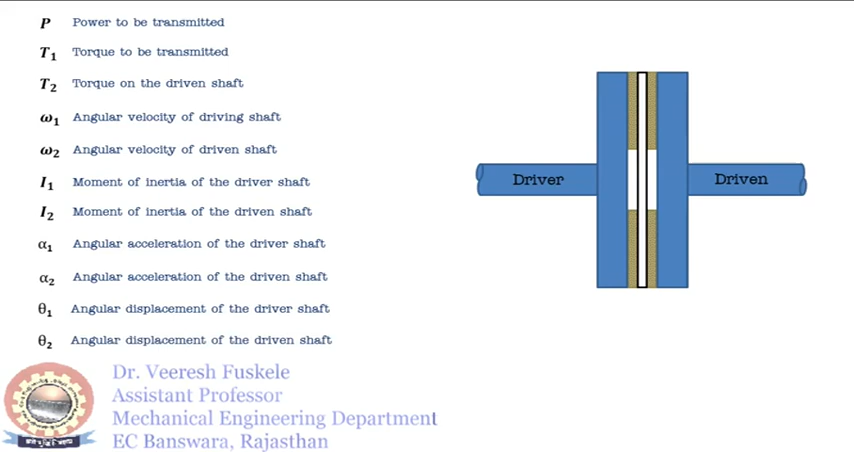 P Power to be transmitted
T₁ Torque to be transmitted
T₂ Torque on the driven shaft
ω₁ Angular velocity of driving shaft
ω₂ Angular velocity of driven shaft
I₁ Moment of inertia of the driver shaft
I₂ Moment of inertia of the driven shaft
α₁ Angular acceleration of the driver shaft
α₂ Angular acceleration of the driven shaft
θ₁ Angular displacement of the driver shaft
θ₂ Angular displacement of the driven shaft
Driver
Driven
Dr. Veeresh Fuskele
Assistant Professor
Mechanical Engineering Department
EC Banswara, Rajasthan